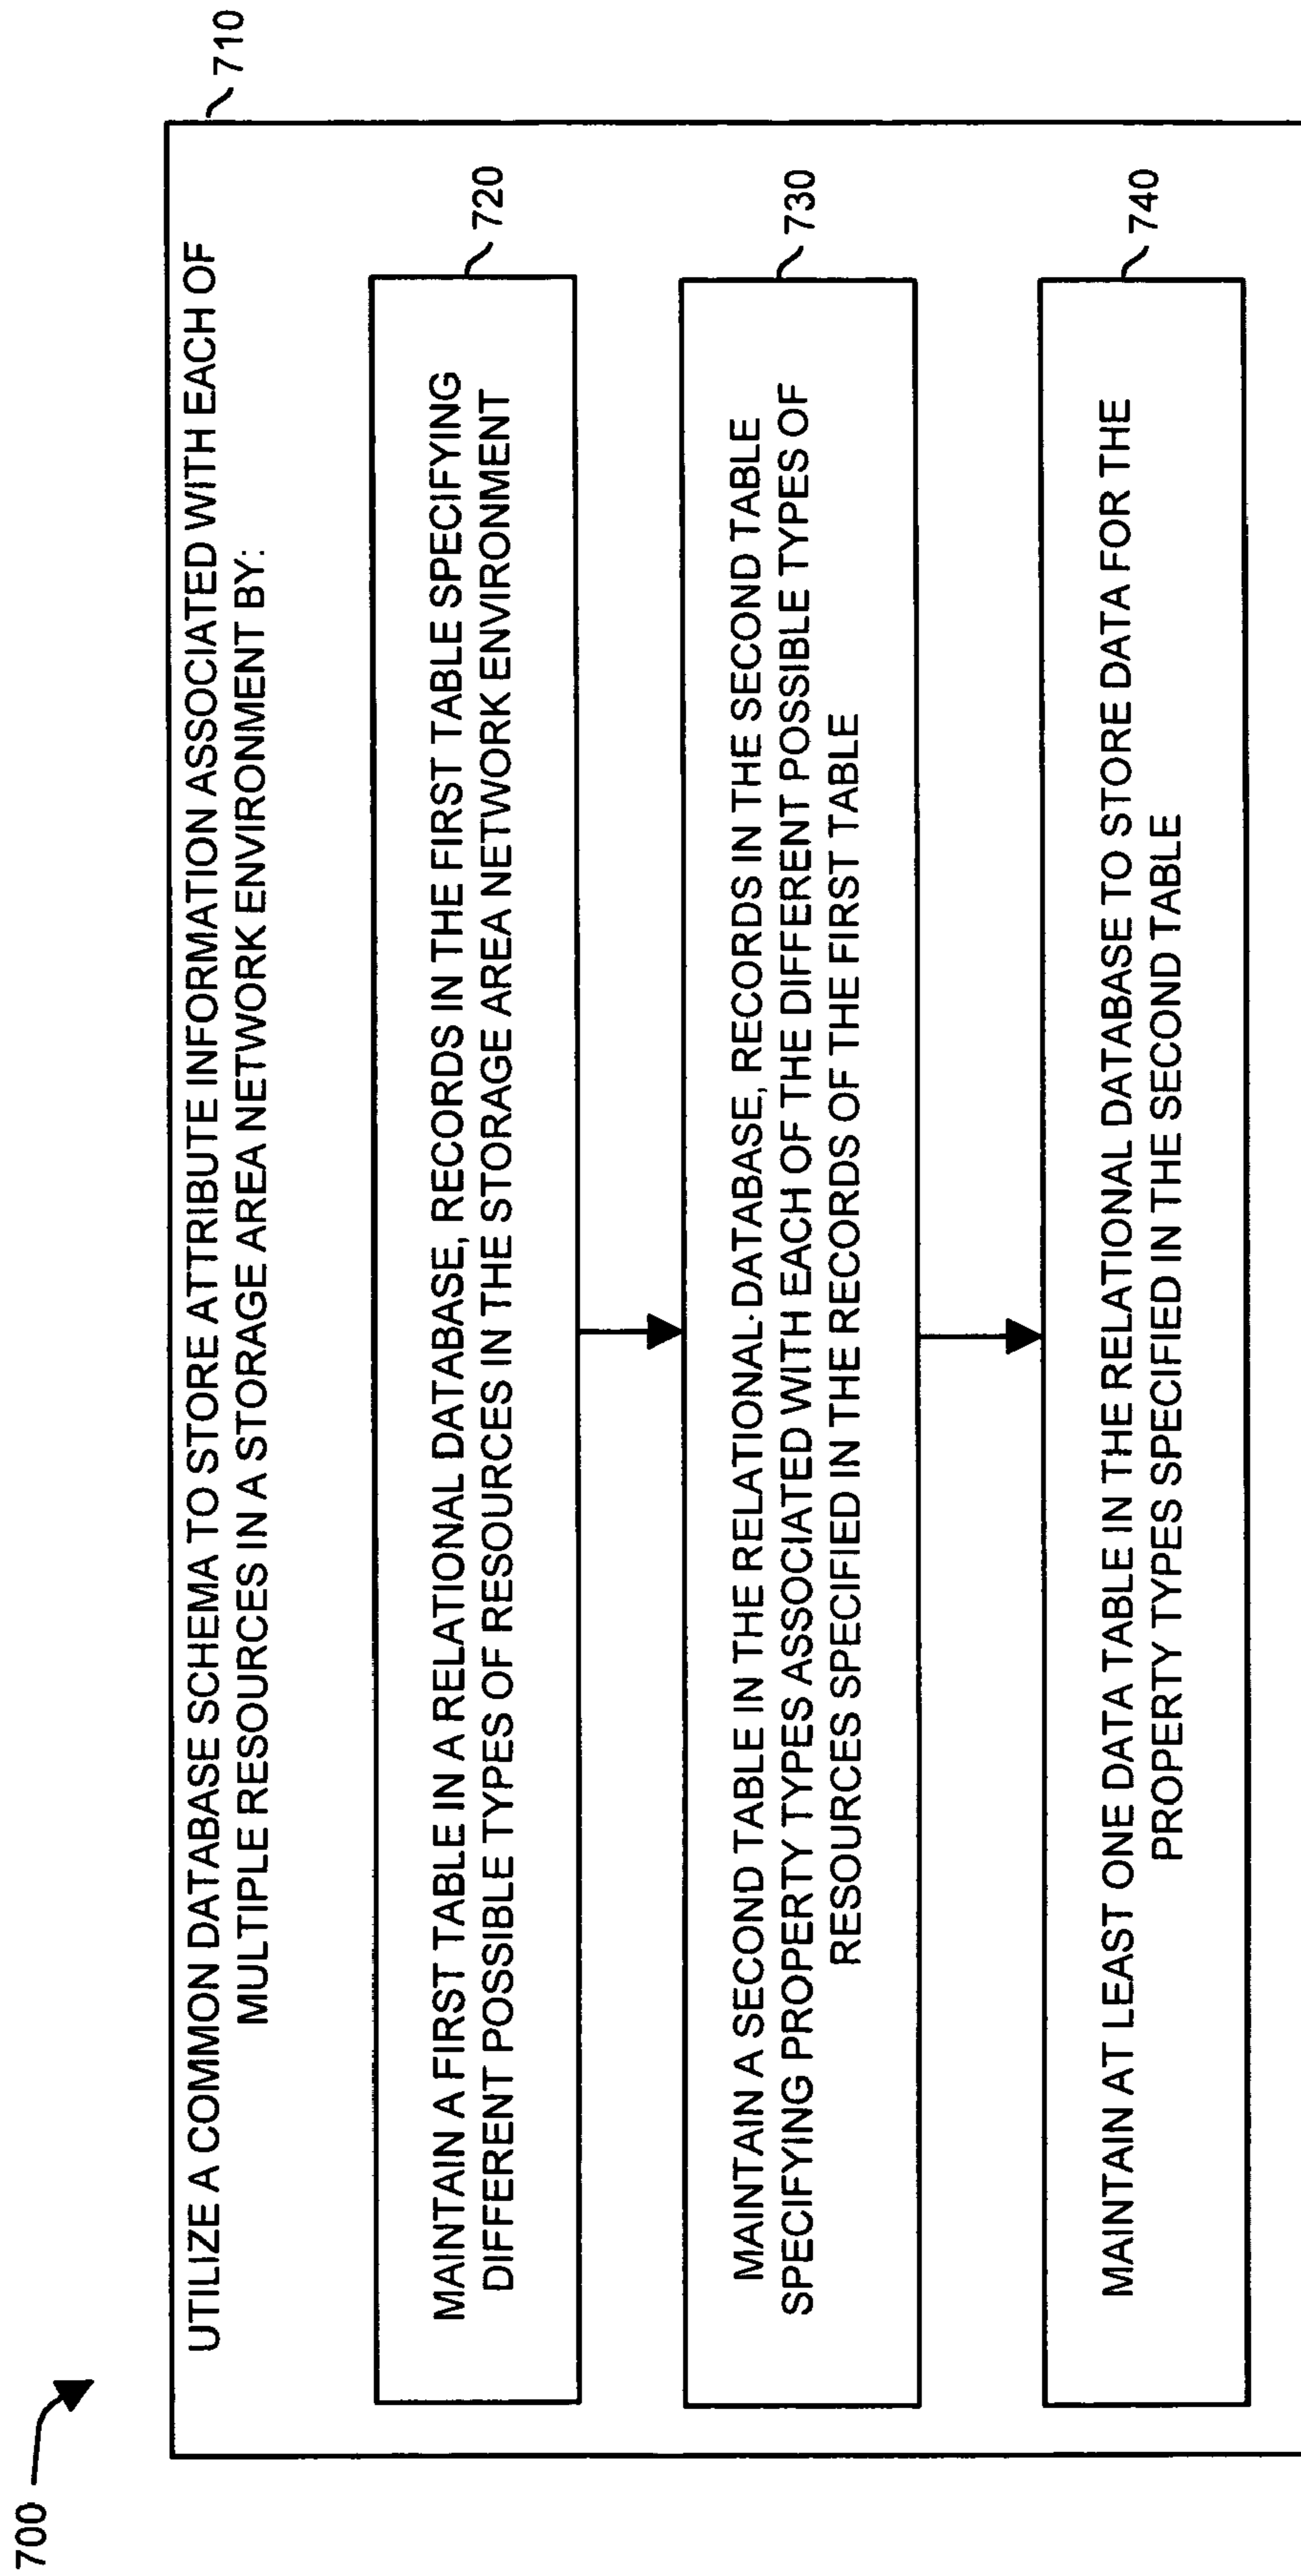 700
710
UTILIZE A COMMON DATABASE SCHEMA TO STORE ATTRIBUTE INFORMATION ASSOCIATED WITH EACH OF
MULTIPLE RESOURCES IN A STORAGE AREA NETWORK ENVIRONMENT BY:
720
MAINTAIN A FIRST TABLE IN A RELATIONAL DATABASE, RECORDS IN THE FIRST TABLE SPECIFYING
DIFFERENT POSSIBLE TYPES OF RESOURCES IN THE STORAGE AREA NETWORK ENVIRONMENT
730
MAINTAIN A SECOND TABLE IN THE RELATIONAL DATABASE, RECORDS IN THE SECOND TABLE
SPECIFYING PROPERTY TYPES ASSOCIATED WITH EACH OF THE DIFFERENT POSSIBLE TYPES OF
RESOURCES SPECIFIED IN THE RECORDS OF THE FIRST TABLE
740
MAINTAIN AT LEAST ONE DATA TABLE IN THE RELATIONAL DATABASE TO STORE DATA FOR THE
PROPERTY TYPES SPECIFIED IN THE SECOND TABLE